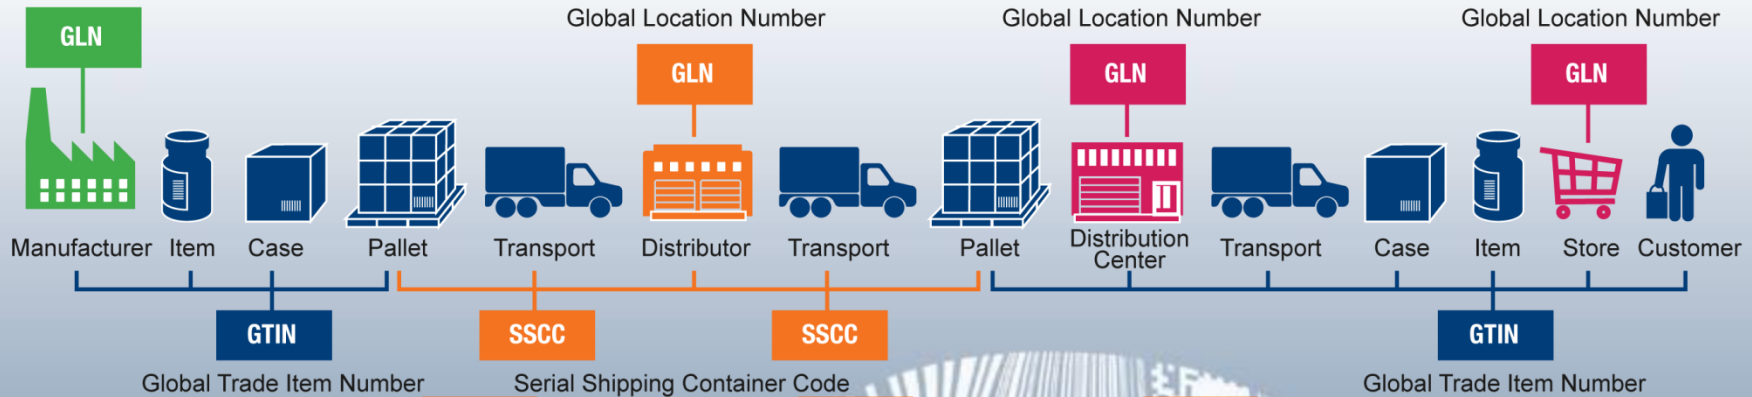 GLN
Global Location Number
GLN
Global Location Number
GLN
Global Location Number
GLN
Manufacturer
Item
Case
Pallet
Transport
Distributor
Transport
Pallet
Distribution
Center
Transport
Case
Item
Store
Customer
GTIN
Global Trade Item Number
SSCC
SSCC
Serial Shipping Container Code
GTIN
Global Trade Item Number